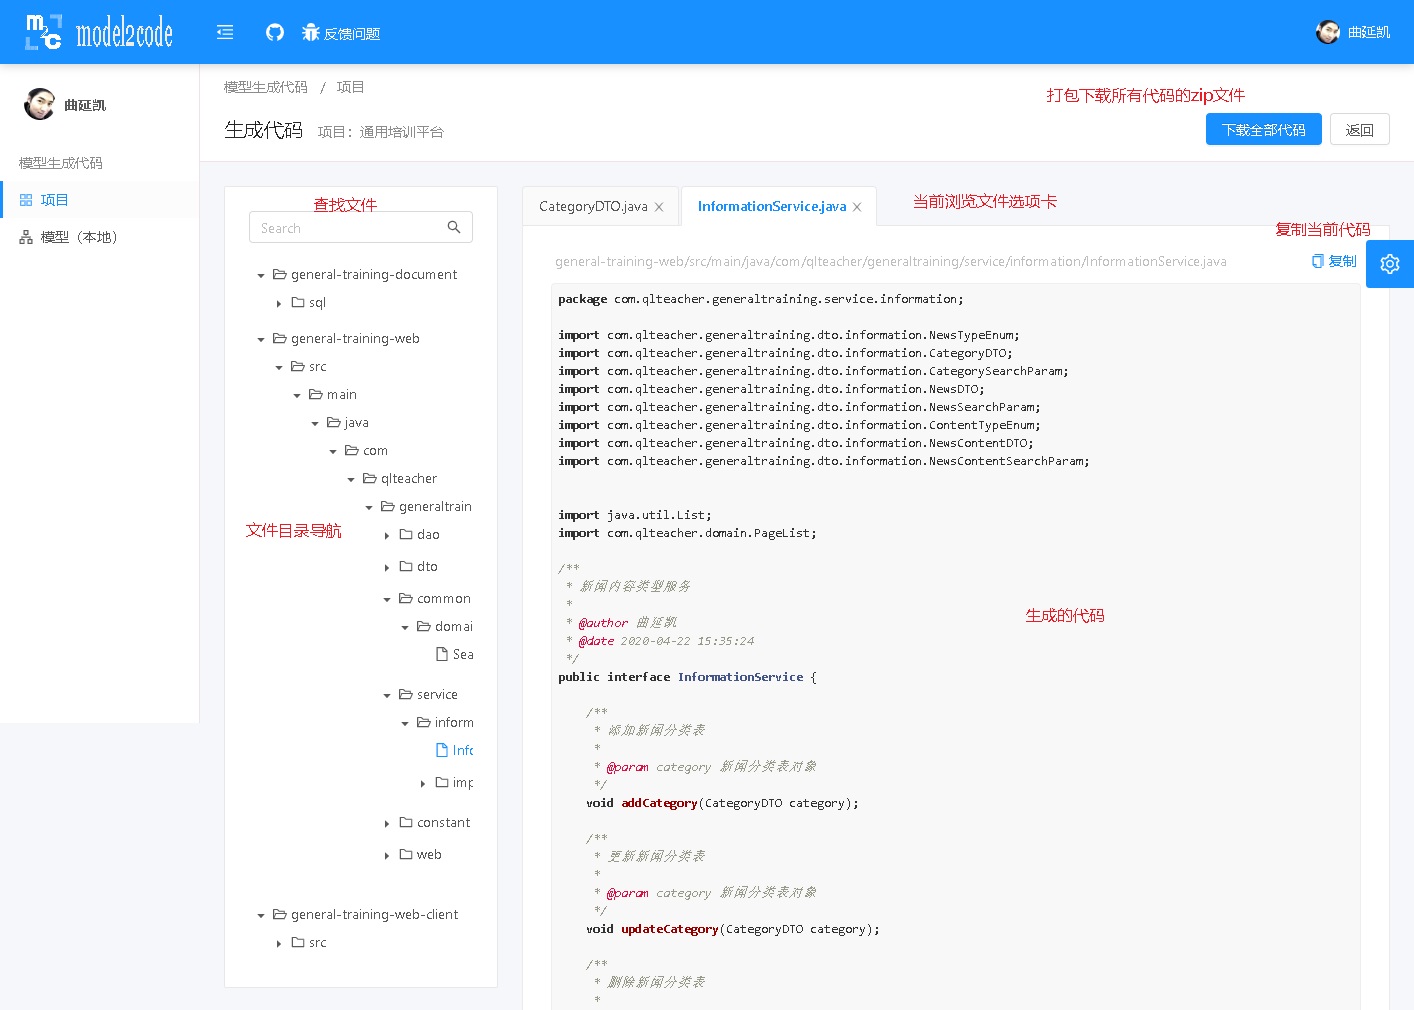 m2c model2code
反馈问题
曲延凯
曲延凯
模型生成代码
项目
模型（本地）
模型生成代码 / 项目
生成代码 项目：通用培训平台
打包下载所有代码的zip文件
下载全部代码 返回
查找文件
Search
general-training-document
sql
general-training-web
src
main
java
com
qlteacher
generaltrain
文件目录导航
dao
dto
common
domai
Sea
service
inform
Info
imp
constant
web
general-training-web-client
src
CategoryDTO.java
InformationService.java
当前浏览文件选项卡
复制当前代码
general-training-web/src/main/java/com/qlteacher/generaltraining/service/information/InformationService.java
复制
package com.qlteacher.generaltraining.service.information;
import com.qlteacher.generaltraining.dto.information.NewsTypeEnum;
import com.qlteacher.generaltraining.dto.information.CategoryDTO;
import com.qlteacher.generaltraining.dto.information.CategorySearchParam;
import com.qlteacher.generaltraining.dto.information.NewsDTO;
import com.qlteacher.generaltraining.dto.information.NewsSearchParam;
import com.qlteacher.generaltraining.dto.information.ContentTypeEnum;
import com.qlteacher.generaltraining.dto.information.NewsContentDTO;
import com.qlteacher.generaltraining.dto.information.NewsContentSearchParam;
import java.util.List;
import com.qlteacher.domain.PageList;
/**
* 新闻内容类型服务
*
* @author 曲延凯
* @date 2020-04-22 15:35:24
*/
生成的代码
public interface InformationService {
/**
* 添加新闻分类表
*
* @param category 新闻分类表对象
*/
void addCategory(CategoryDTO category);
/**
* 更新新闻分类表
*
* @param category 新闻分类表对象
*/
void updateCategory(CategoryDTO category);
/**
* 删除新闻分类表
*